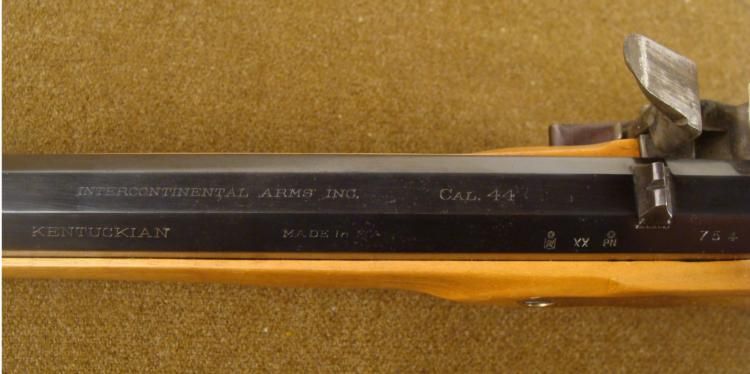 INTERCONTINENTAL ARMS INC. CAL. 44
KENTUCKIAN MADE IN
XX PN
754